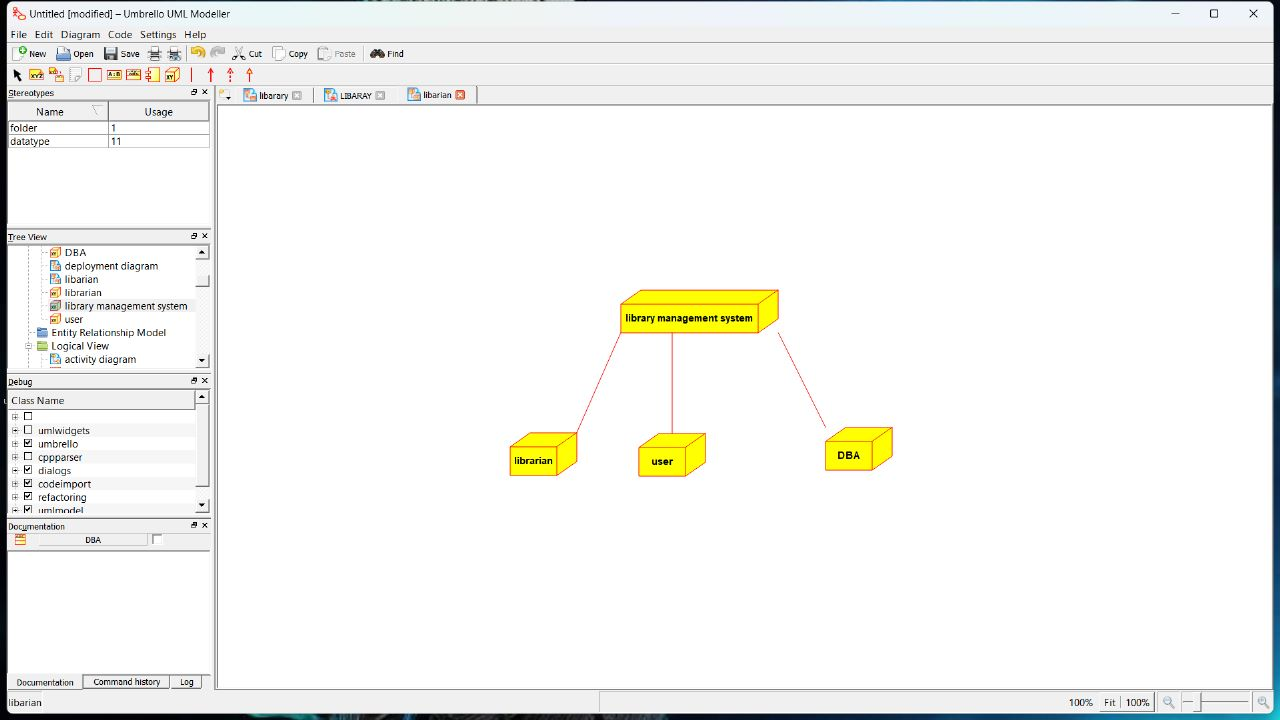 Untitled [modified] – Umbrello UML Modeller
File Edit Diagram Code Settings Help
New Open Save Cut Copy Paste Find
Stereotypes
libarary LIBARAY libarian
Name Usage
folder 1
datatype 11
Tree View
DBA
deployment diagram
libarian
librarian
library management system
user
Entity Relationship Model
Logical View
activity diagram
library management system
librarian
user
DBA
Debug
Class Name
umlwidgets
umbrello
cppparser
dialogs
codeimport
refactoring
umlmodel
Documentation
DBA
Documentation Command history Log
libarian
100% Fit 100%